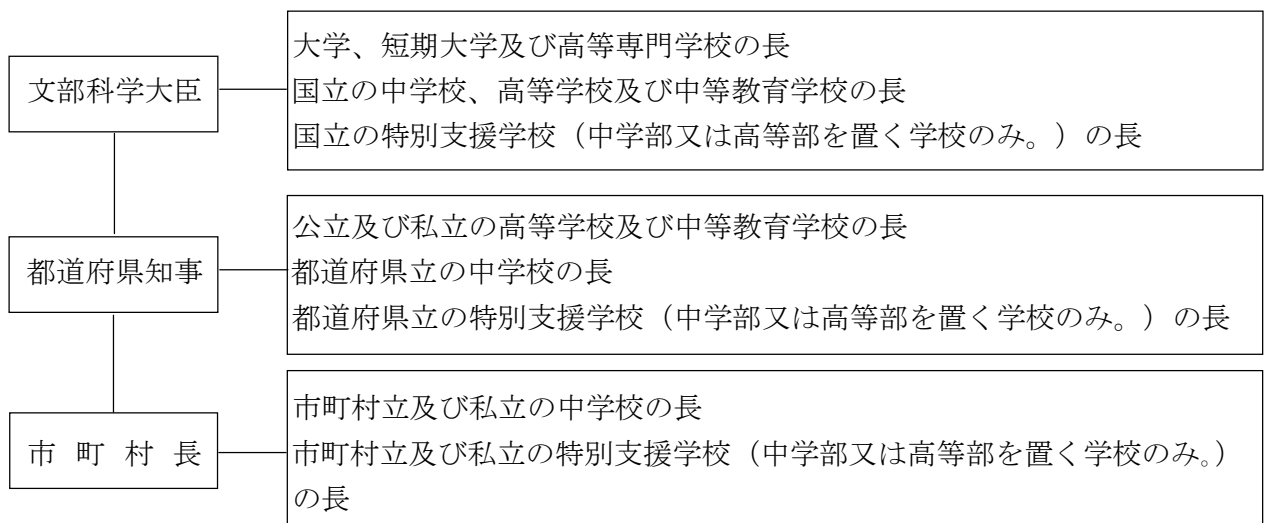 文部科学大臣
大学、短期大学及び高等専門学校の長
国立の中学校、高等学校及び中等教育学校の長
国立の特別支援学校（中学部又は高等部を置く学校のみ。）の長
都道府県知事
公立及び私立の高等学校及び中等教育学校の長
都道府県立の中学校の長
都道府県立の特別支援学校（中学部又は高等部を置く学校のみ。）の長
市町村長
市町村立及び私立の中学校の長
市町村立及び私立の特別支援学校（中学部又は高等部を置く学校のみ。）
の長